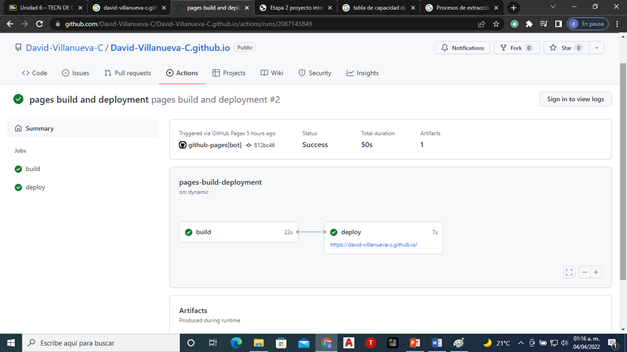 Unidad 6 – TECN DE C
david-villanueva-c.gith
pages build and deplo
Etapa 2 proyecto inte
tabla de capacidad de
Procesos de extracció
github.com/David-Villanueva-C/David-Villanueva-C.github.io/actions/runs/2087143849
d
En pausa
David-Villanueva-C / David-Villanueva-C.github.io
Public
Notifications
Fork 0
Star 0
Code
Issues
Pull requests
Actions
Projects
Wiki
Security
Insights
pages build and deployment pages build and deployment #2
Sign in to view logs
Summary
Jobs
build
deploy
Triggered via GitHub Pages 5 hours ago
Status
Total duration
Artifacts
github-pages[bot] 812bc46
Success
50s
1
pages-build-deployment
on: dynamic
build 22s
deploy 7s
https://david-villanueva-c.github.io/
Artifacts
Produced during runtime
Escribe aquí para buscar
21°C
01:16 a. m.
04/04/2022